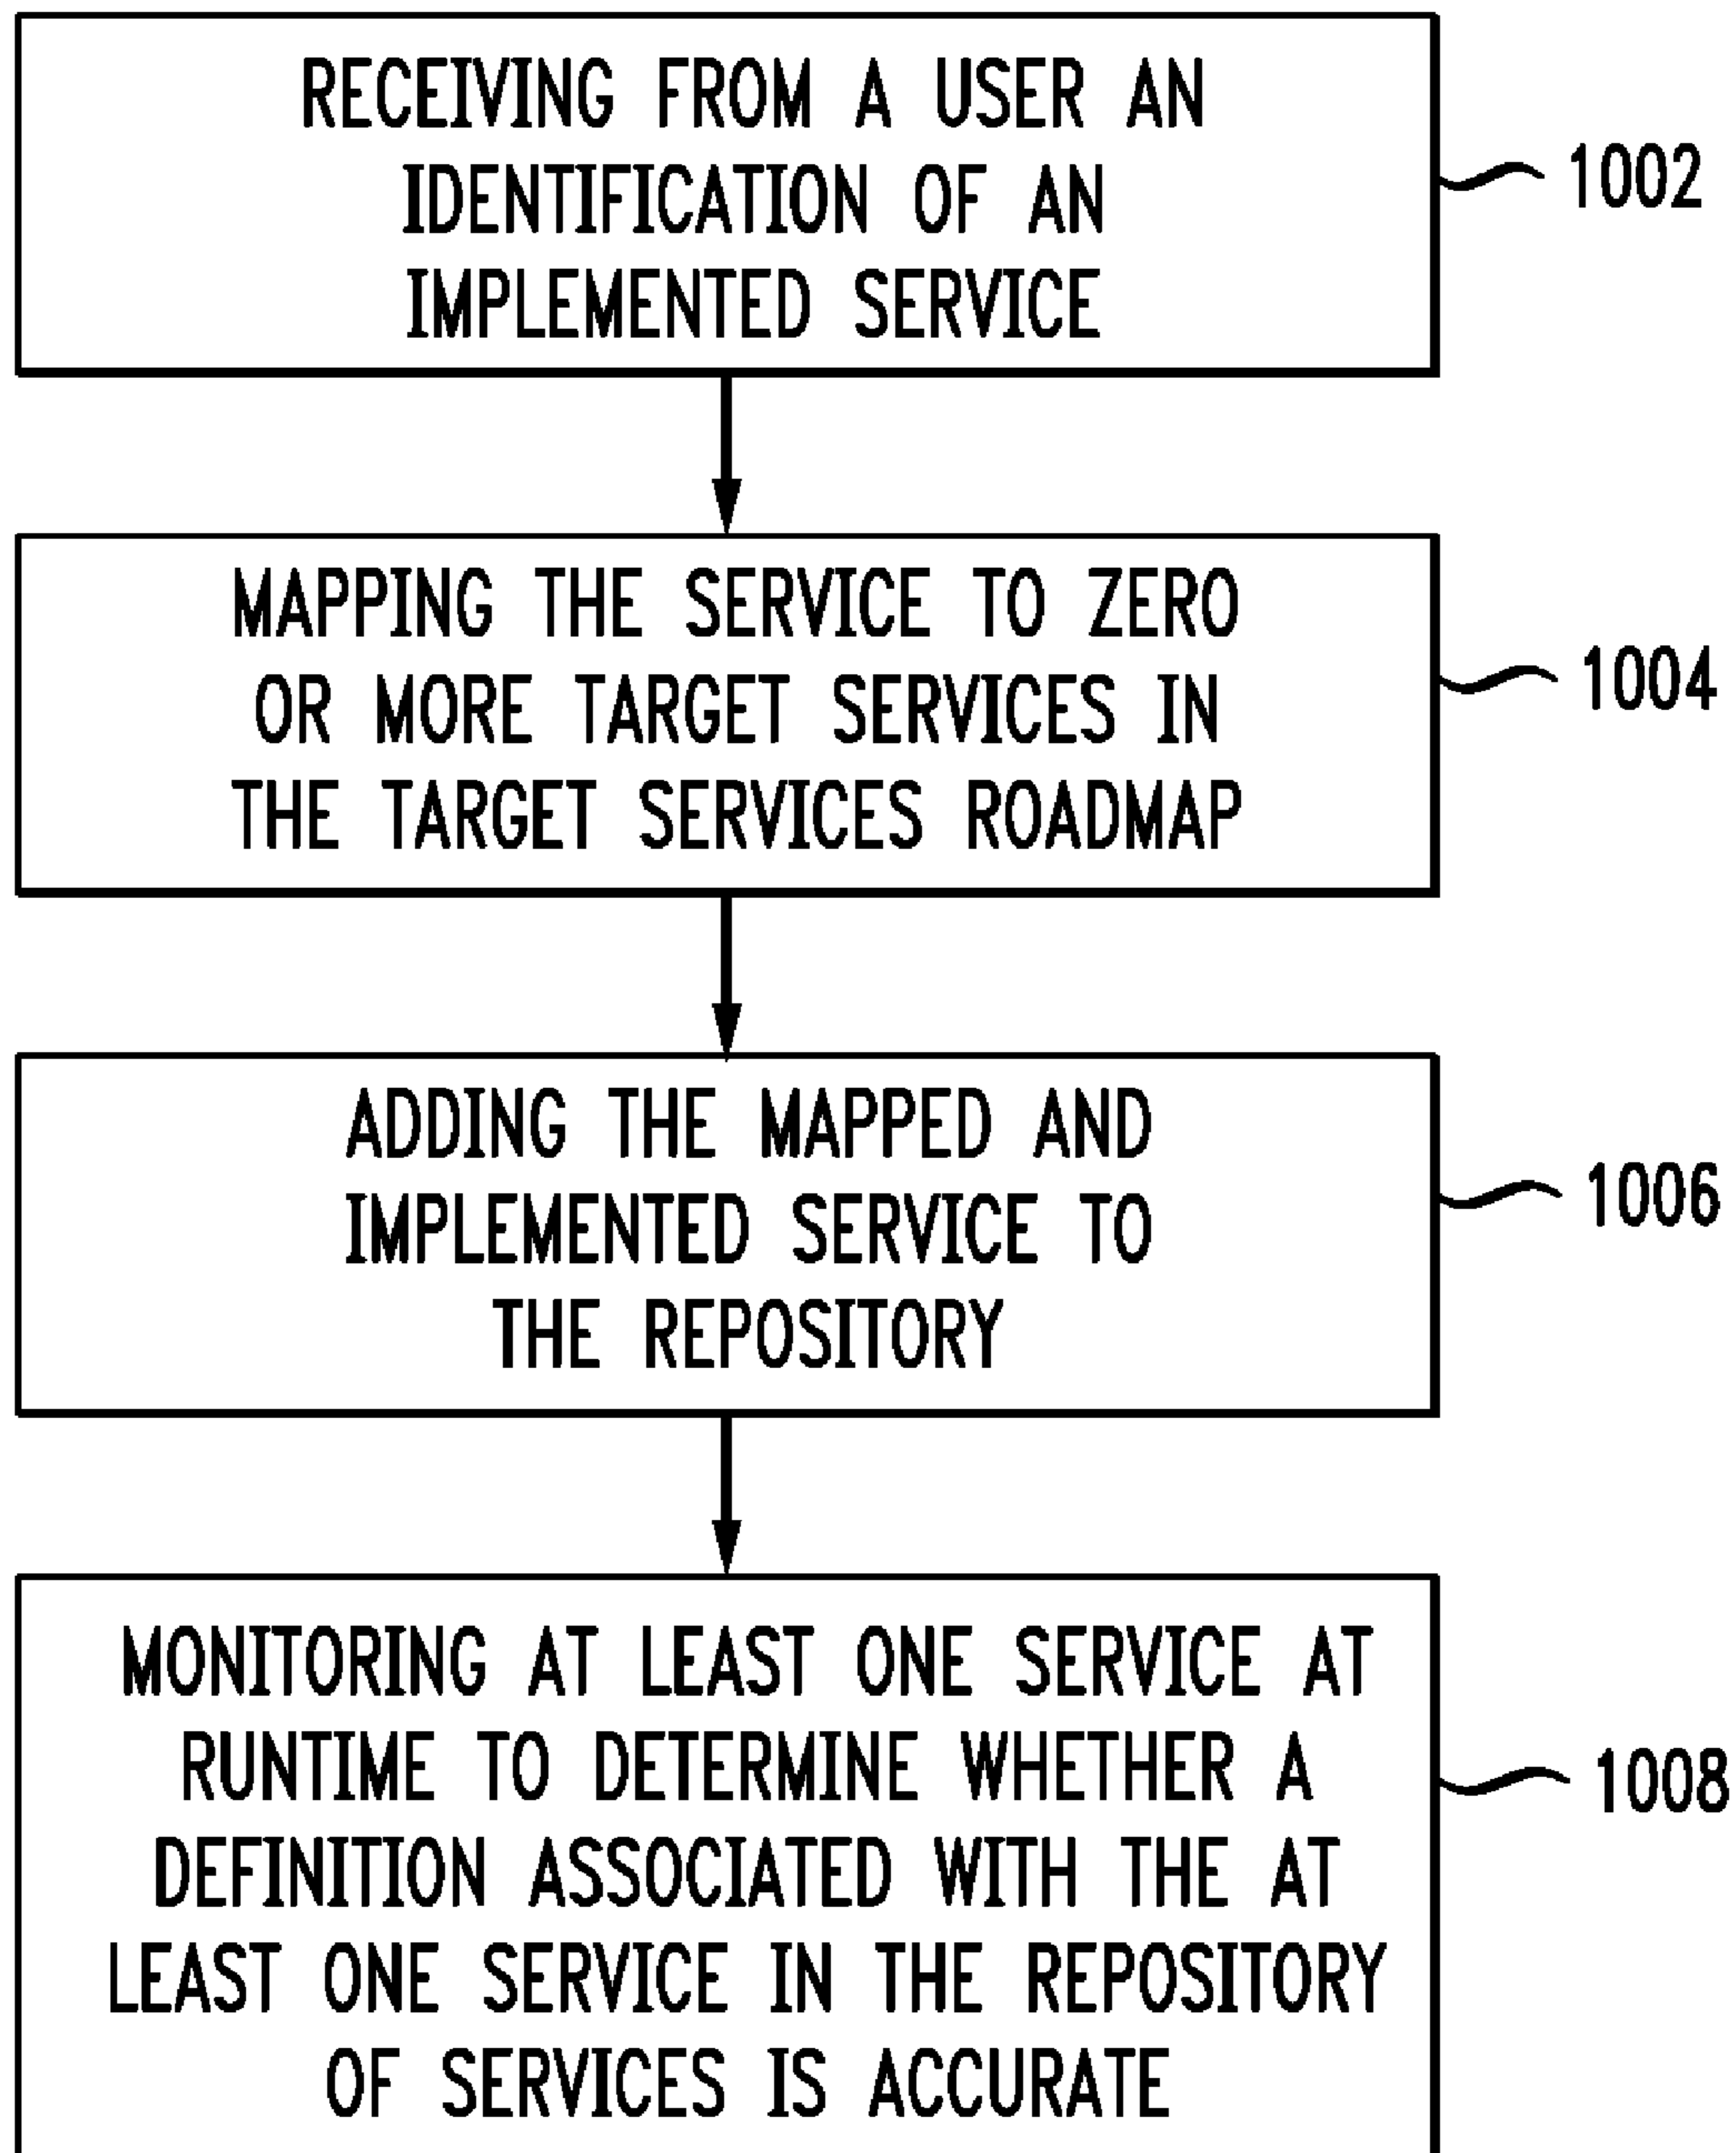 RECEIVING FROM A USER AN
IDENTIFICATION OF AN
IMPLEMENTED SERVICE
1002
MAPPING THE SERVICE TO ZERO
OR MORE TARGET SERVICES IN
THE TARGET SERVICES ROADMAP
1004
ADDING THE MAPPED AND
IMPLEMENTED SERVICE TO
THE REPOSITORY
1006
MONITORING AT LEAST ONE SERVICE AT
RUNTIME TO DETERMINE WHETHER A
DEFINITION ASSOCIATED WITH THE AT
LEAST ONE SERVICE IN THE REPOSITORY
OF SERVICES IS ACCURATE
1008